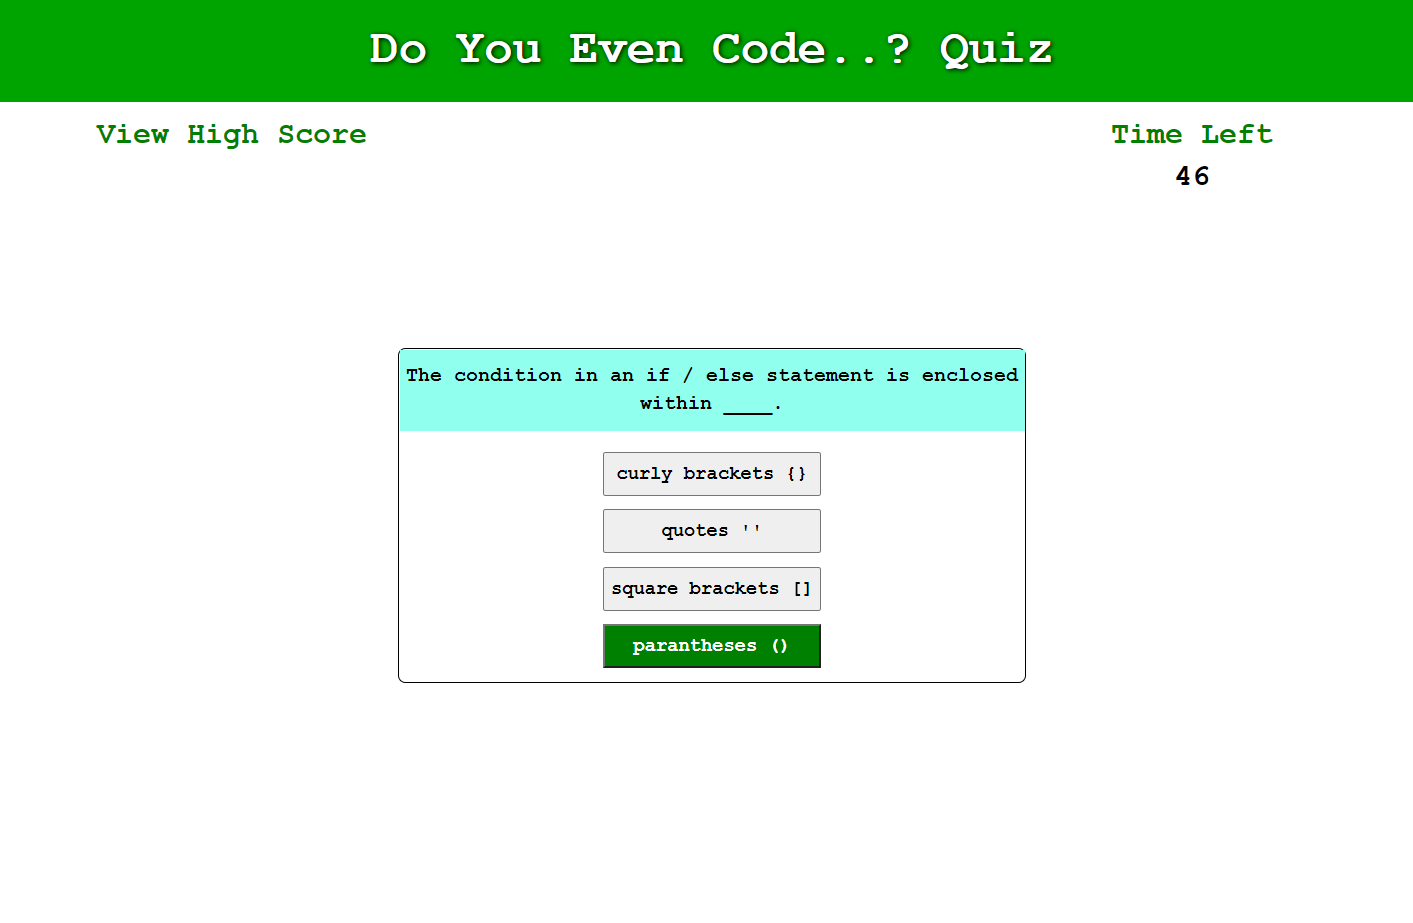 Do You Even Code..? Quiz
View High Score
Time Left
46
The condition in an if / else statement is enclosed
within ____.
curly brackets {}
quotes ''
square brackets []
parantheses ()